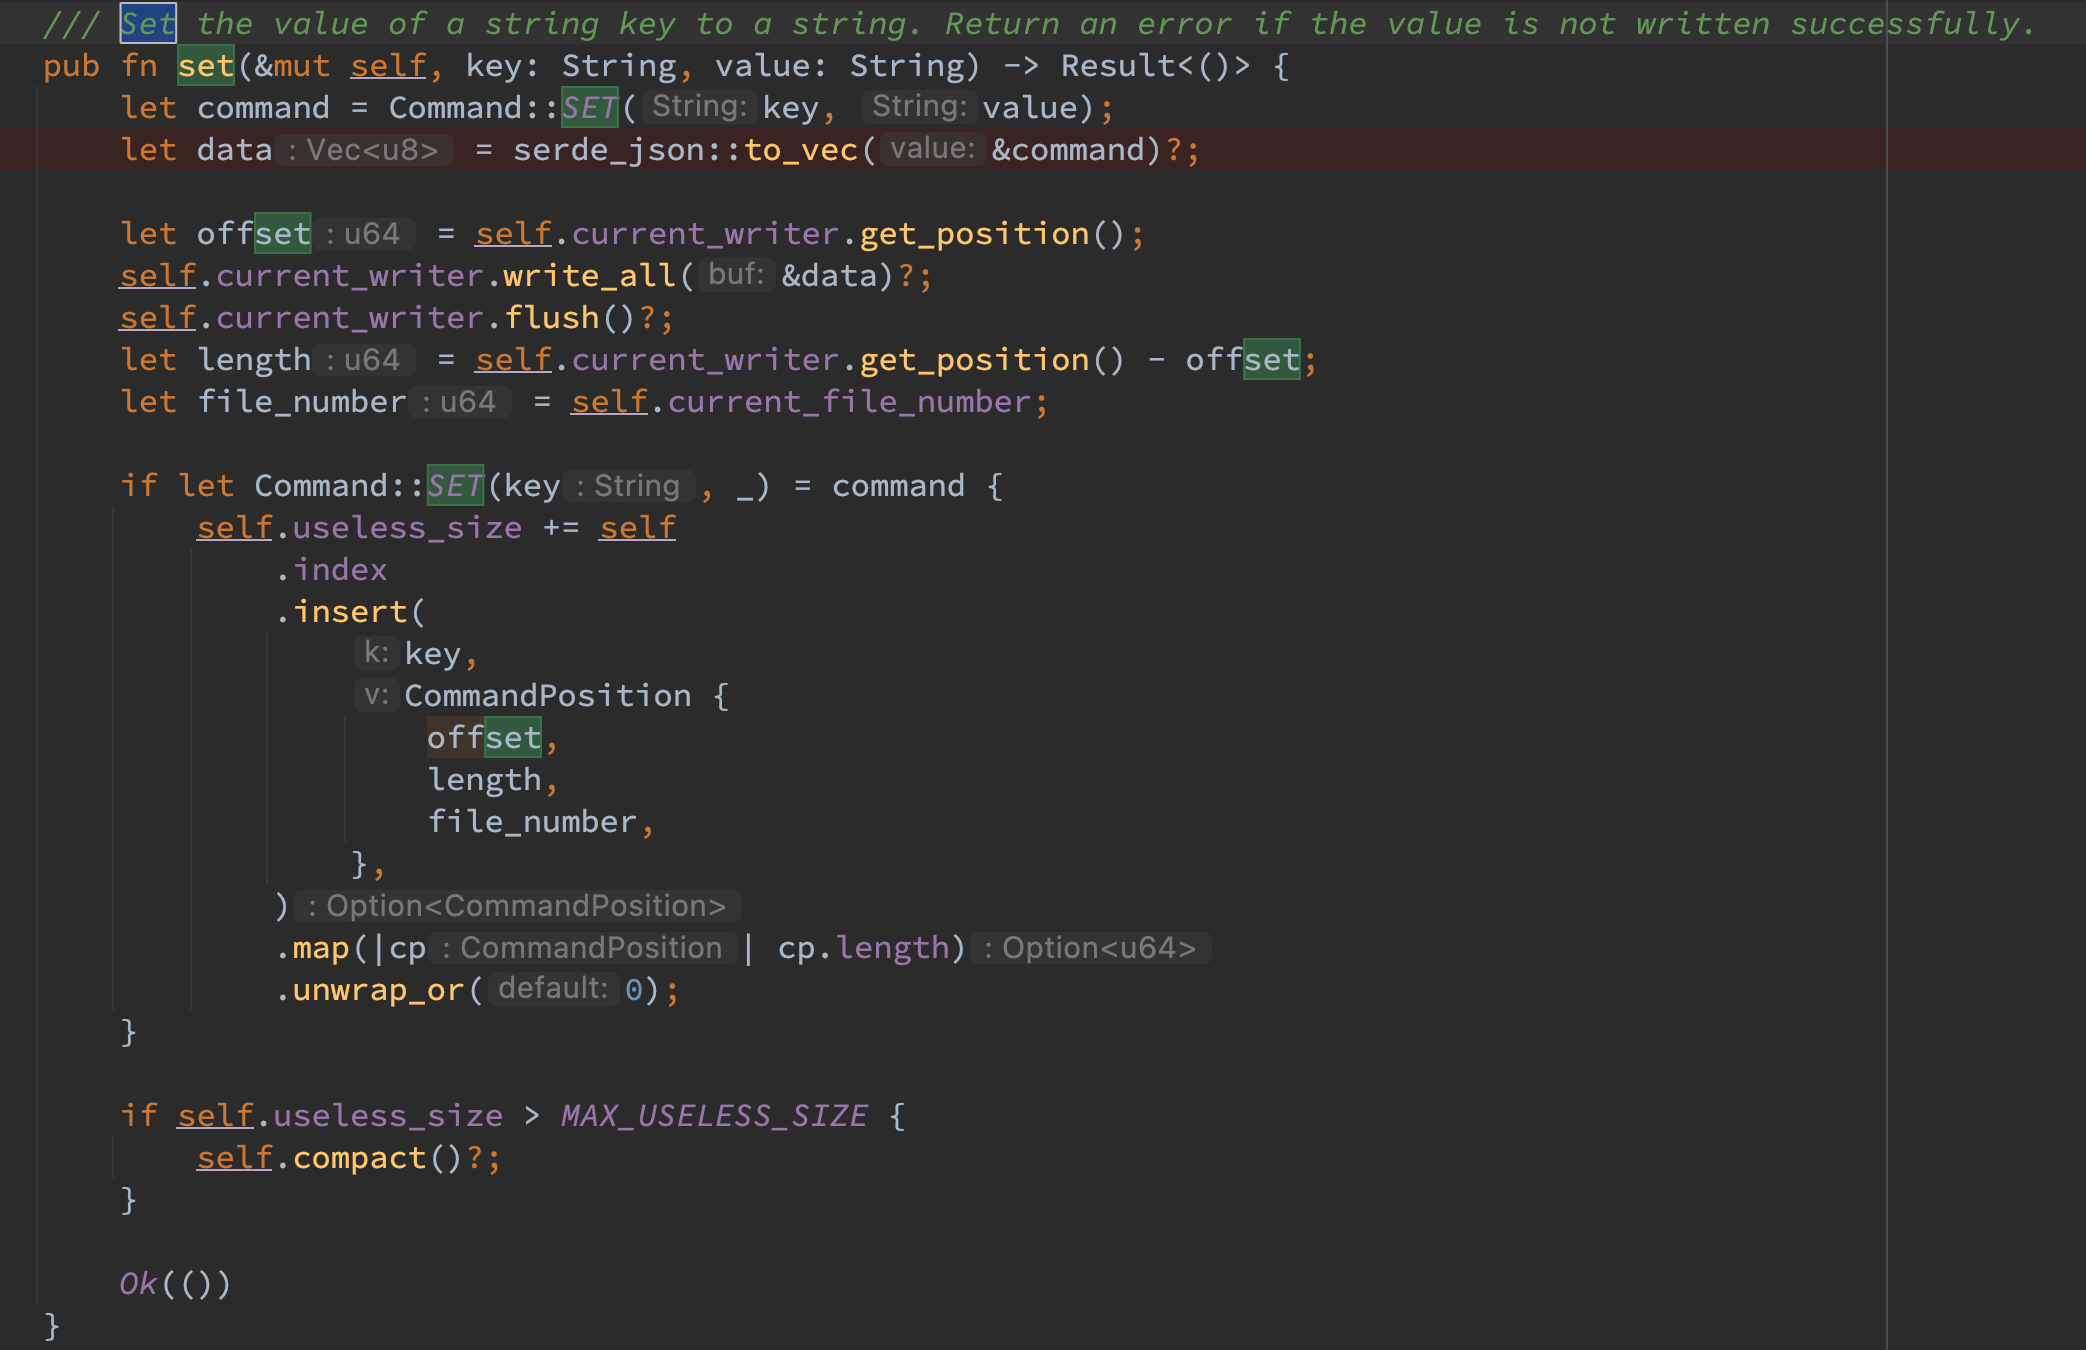 /// Set the value of a string key to a string. Return an error if the value is not written successfully.
pub fn set(&mut self, key: String, value: String) -> Result<()> {
    let command = Command::SET( String: key,  String: value);
    let data : Vec<u8>  = serde_json::to_vec( value: &command)?;

    let offset : u64  = self.current_writer.get_position();
    self.current_writer.write_all( buf: &data)?;
    self.current_writer.flush()?;
    let length : u64  = self.current_writer.get_position() - offset;
    let file_number : u64  = self.current_file_number;

    if let Command::SET(key : String , _) = command {
        self.useless_size += self
            .index
            .insert(
                k: key,
                v: CommandPosition {
                    offset,
                    length,
                    file_number,
                },
            ) : Option<CommandPosition>
            .map(|cp : CommandPosition | cp.length) : Option<u64>
            .unwrap_or( default: 0);
    }

    if self.useless_size > MAX_USELESS_SIZE {
        self.compact()?;
    }

    Ok(())
}